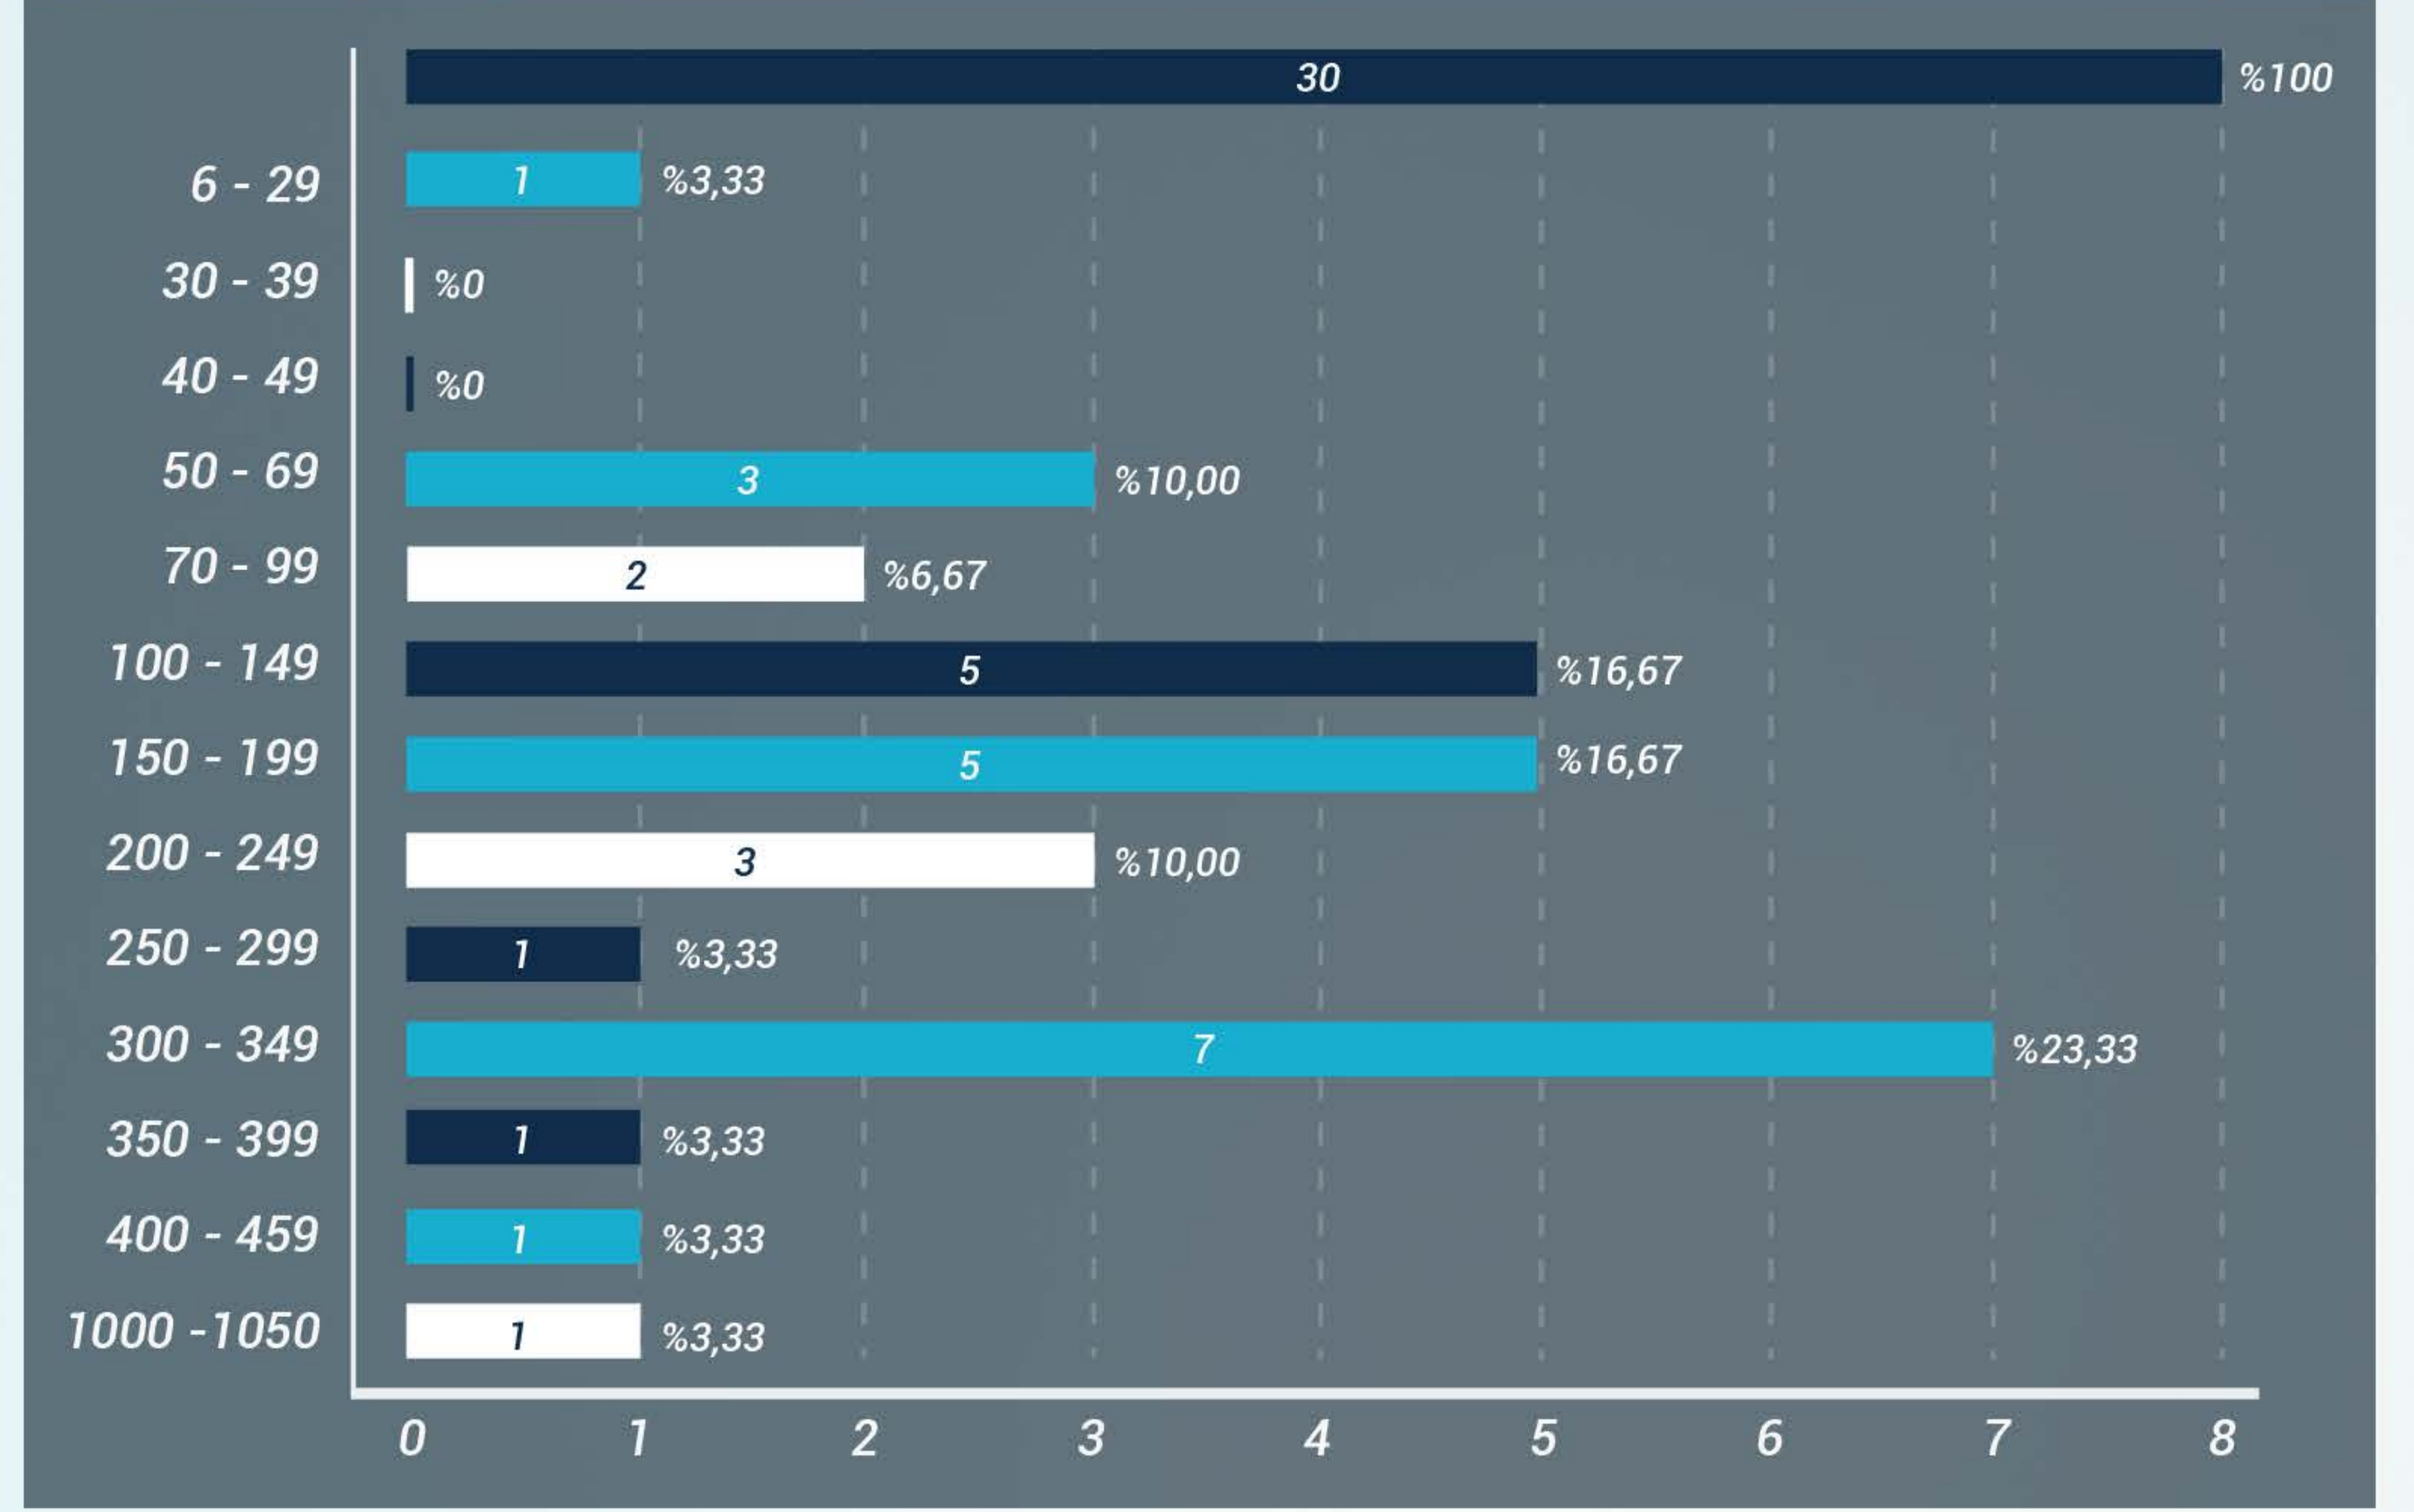 30 %100
6 - 29 1 %3,33
30 - 39 %0
40 - 49 %0
50 - 69 3 %10,00
70 - 99 2 %6,67
100 - 149 5 %16,67
150 - 199 5 %16,67
200 - 249 3 %10,00
250 - 299 1 %3,33
300 - 349 7 %23,33
350 - 399 1 %3,33
400 - 459 1 %3,33
1000 -1050 1 %3,33
0 1 2 3 4 5 6 7 8